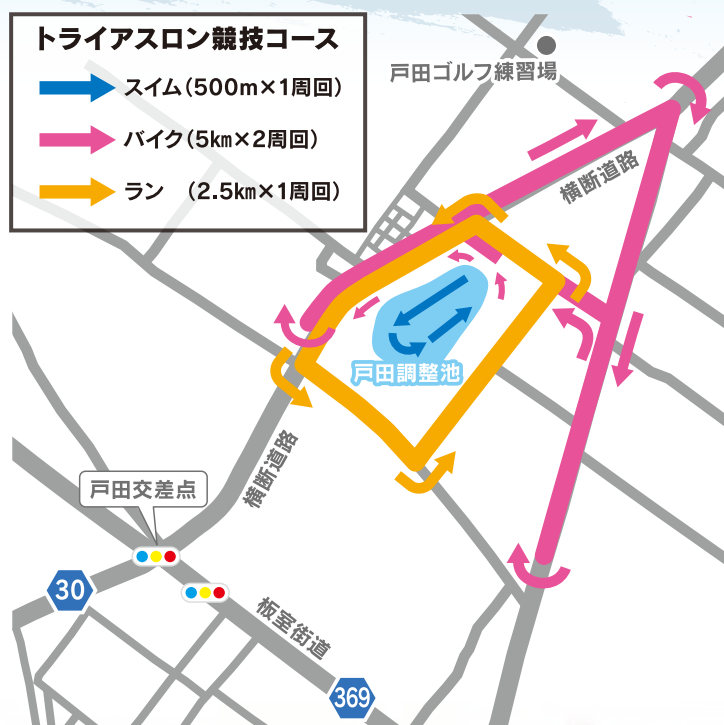 トライアスロン競技コース
スイム(500m×1周回)
バイク(5㎞×2周回)
ラン (2.5㎞×1周回)
戸田ゴルフ練習場
横断道路
戸田調整池
横断道路
戸田交差点
30
板室街道
369